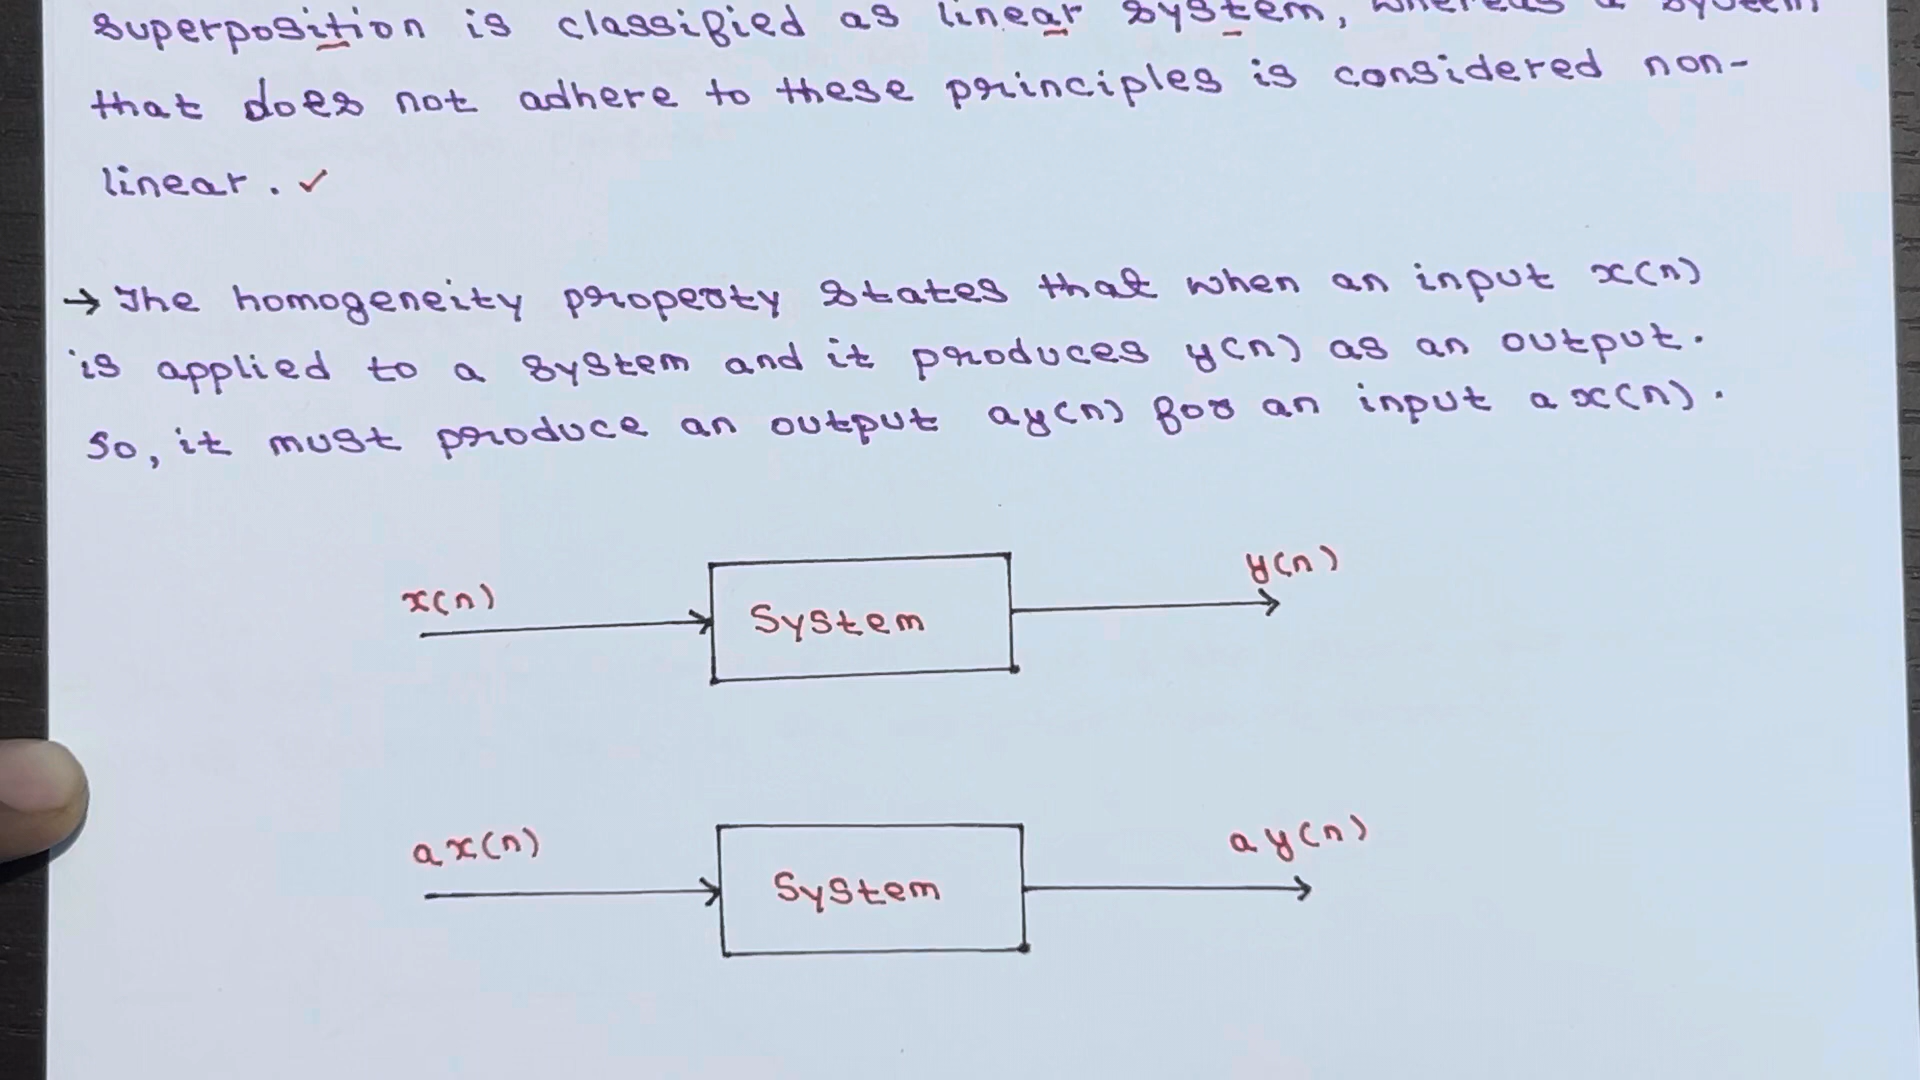 superposition is classified as linear system, whereas a system
that does not adhere to these principles is considered non-
linear. ✓
→ The homogeneity property states that when an input x(n)
is applied to a system and it produces y(n) as an output.
So, it must produce an output ay(n) for an input ax(n).
x(n)
System
y(n)
ax(n)
System
ay(n)